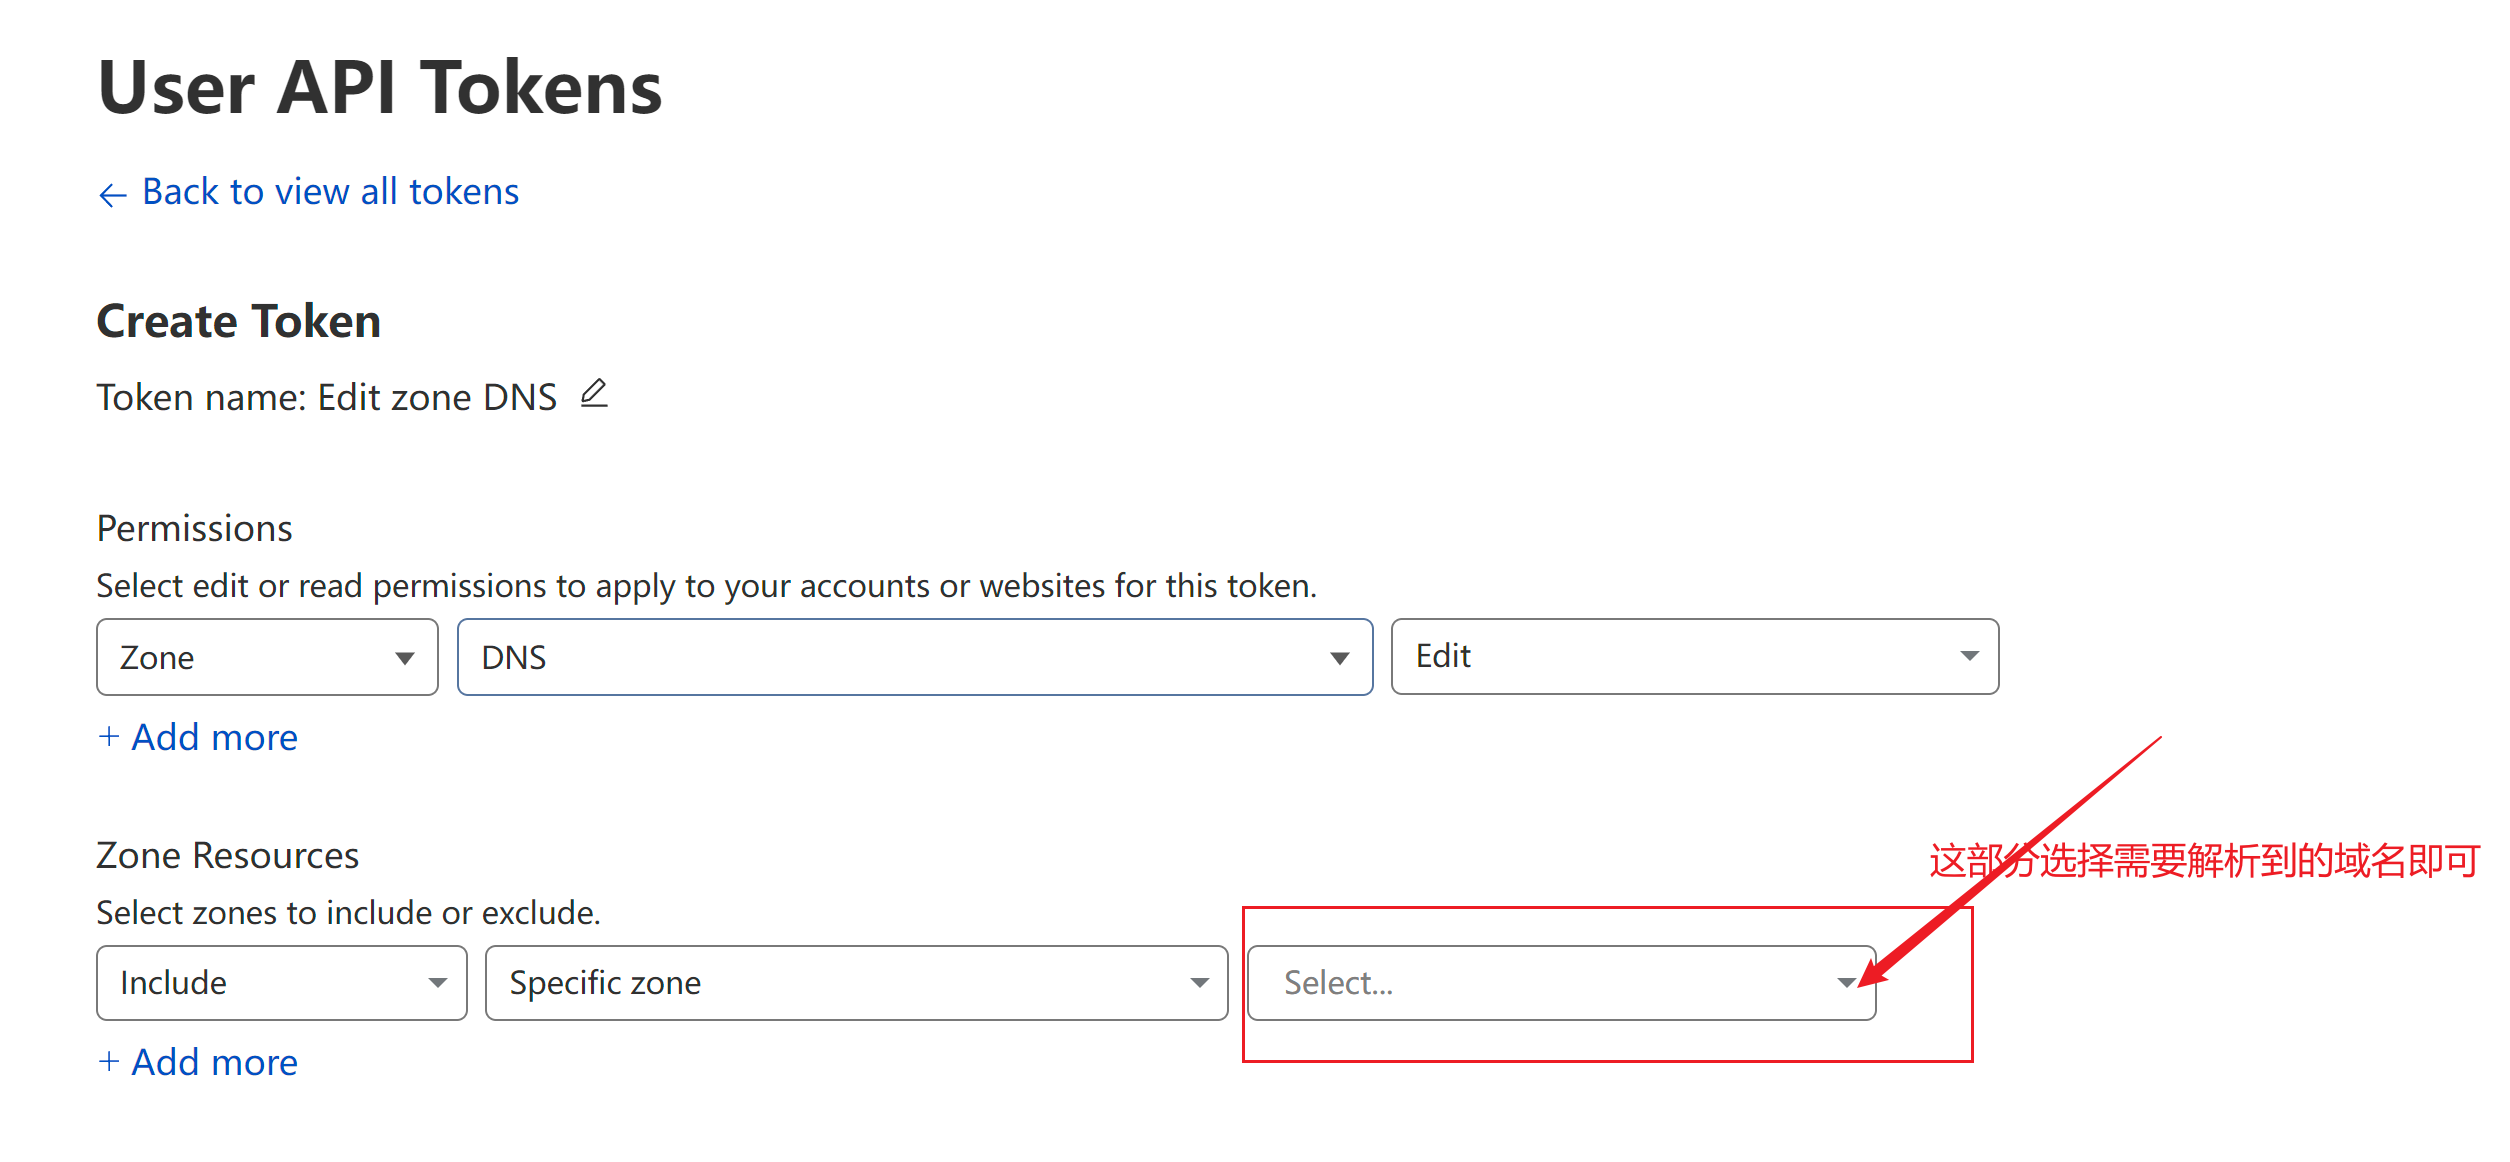 User API Tokens
← Back to view all tokens
Create Token
Token name: Edit zone DNS
Permissions
Select edit or read permissions to apply to your accounts or websites for this token.
Zone DNS Edit
+ Add more
Zone Resources
这部分选择需要解析到的域名即可
Select zones to include or exclude.
Include Specific zone Select...
+ Add more